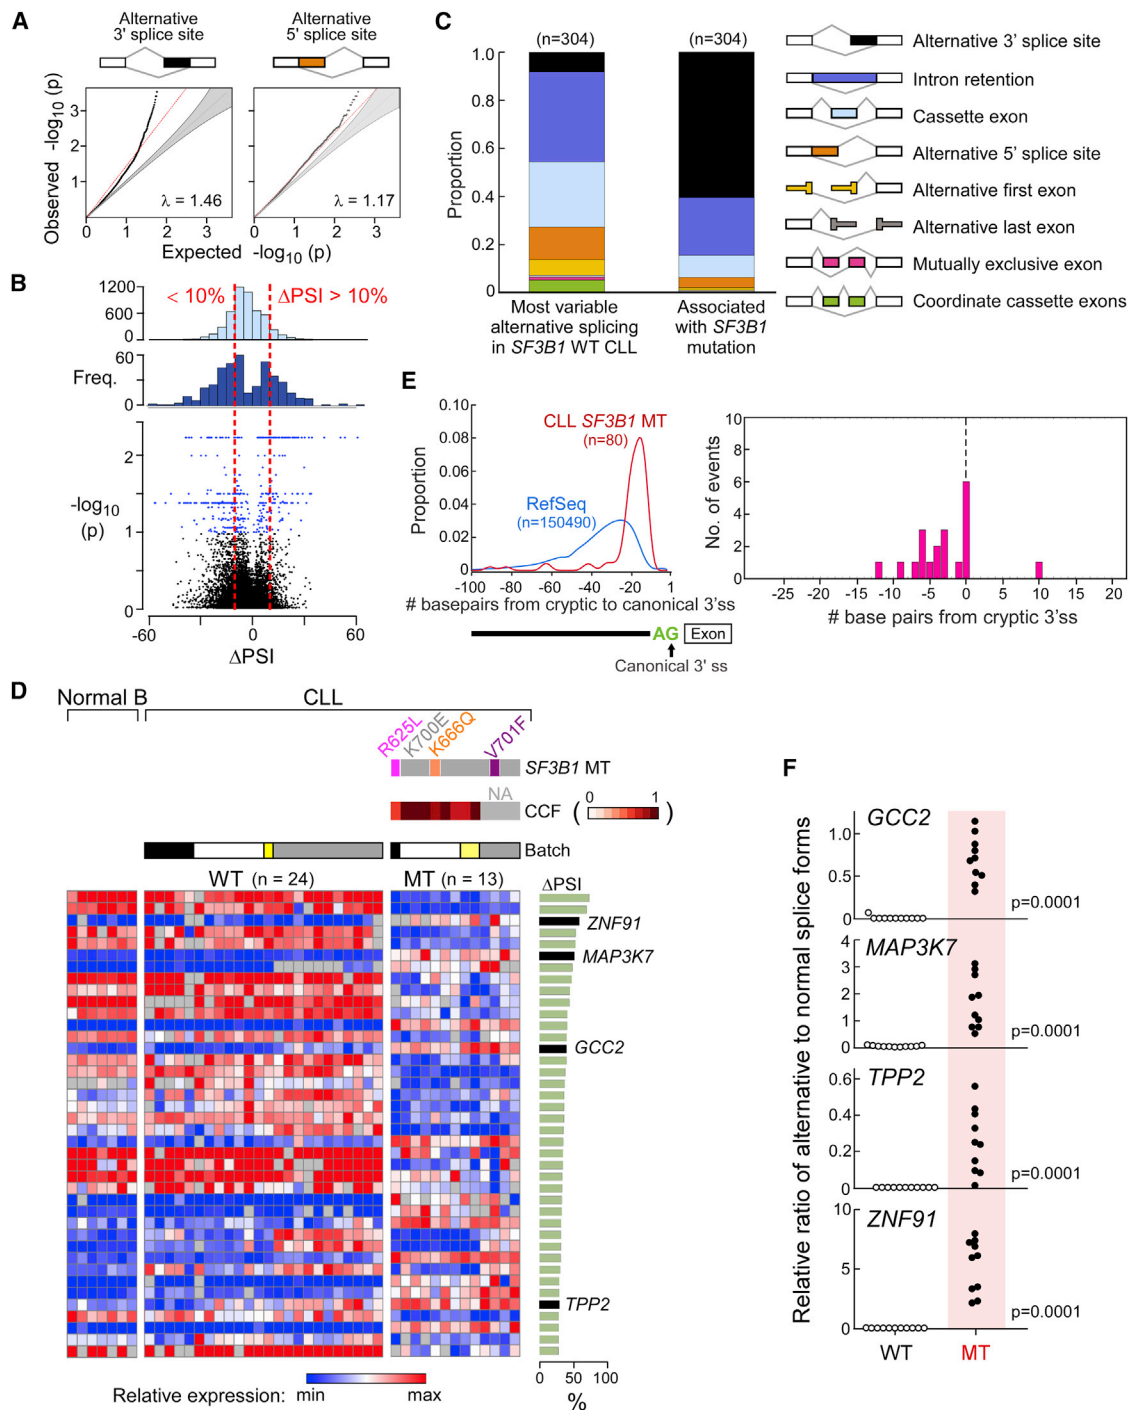 A
Alternative
3' splice site
Alternative
5' splice site
Observed -log10 (p)
3
2
1
0
λ = 1.46
λ = 1.17
0 1 2 3
0 1 2 3
Expected -log10 (p)
B
1200
600
0
< 10%
ΔPSI > 10%
60
Freq.
0
2
-log10
(p)
1
0
-60 0 60
ΔPSI
C
(n=304)
(n=304)
1.0
0.8
0.6
0.4
0.2
0
Proportion
Most variable
alternative splicing
in SF3B1 WT CLL
Associated
with SF3B1
mutation
Alternative 3' splice site
Intron retention
Cassette exon
Alternative 5' splice site
Alternative first exon
Alternative last exon
Mutually exclusive exon
Coordinate cassette exons
E
0.10
0.08
0.06
0.04
0.02
0
Proportion
CLL SF3B1 MT
(n=80)
RefSeq
(n=150490)
-100 -80 -60 -40 -20 1
# basepairs from cryptic to canonical 3'ss
AG
Exon
Canonical 3' ss
10
8
6
4
2
0
No. of events
-25 -20 -15 -10 -5 0 5 10 15 20
# base pairs from cryptic 3'ss
D
Normal B
CLL
R625L
K700E
K666Q
V701F
SF3B1 MT
NA
CCF ( 0 1 )
Batch
WT (n = 24)
MT (n = 13)
ΔPSI
ZNF91
MAP3K7
GCC2
TPP2
0 50 100
%
Relative expression: min max
F
Relative ratio of alternative to normal splice forms
GCC2
1.0
0.5
0
p=0.0001
MAP3K7
4
3
2
1
0
p=0.0001
TPP2
0.6
0.4
0.2
0
p=0.0001
ZNF91
10
5
0
p=0.0001
WT
MT